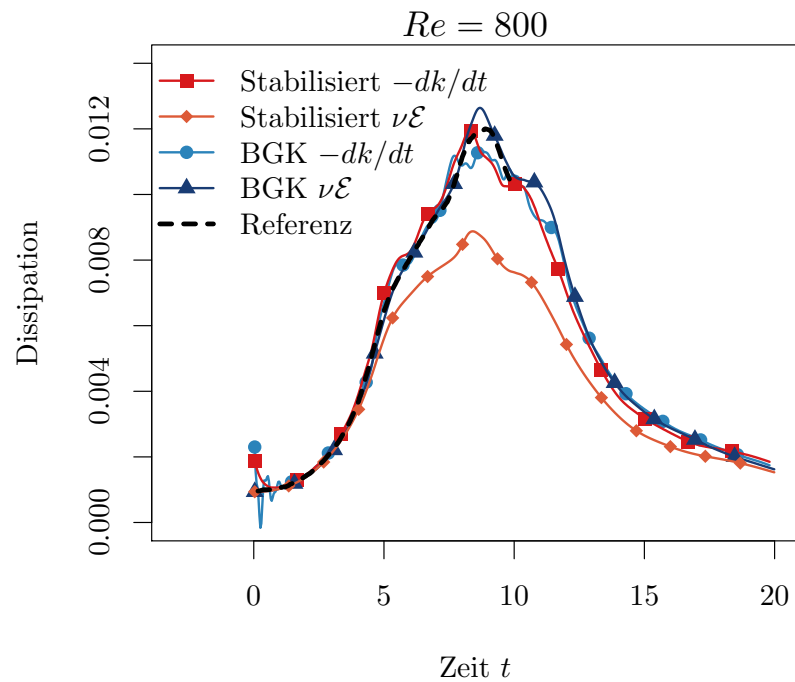 Re = 800
Stabilisiert −dk/dt
Stabilisiert νℰ
BGK −dk/dt
BGK νℰ
Referenz
Dissipation
0.012
0.008
0.004
0.000
0 5 10 15 20
Zeit t